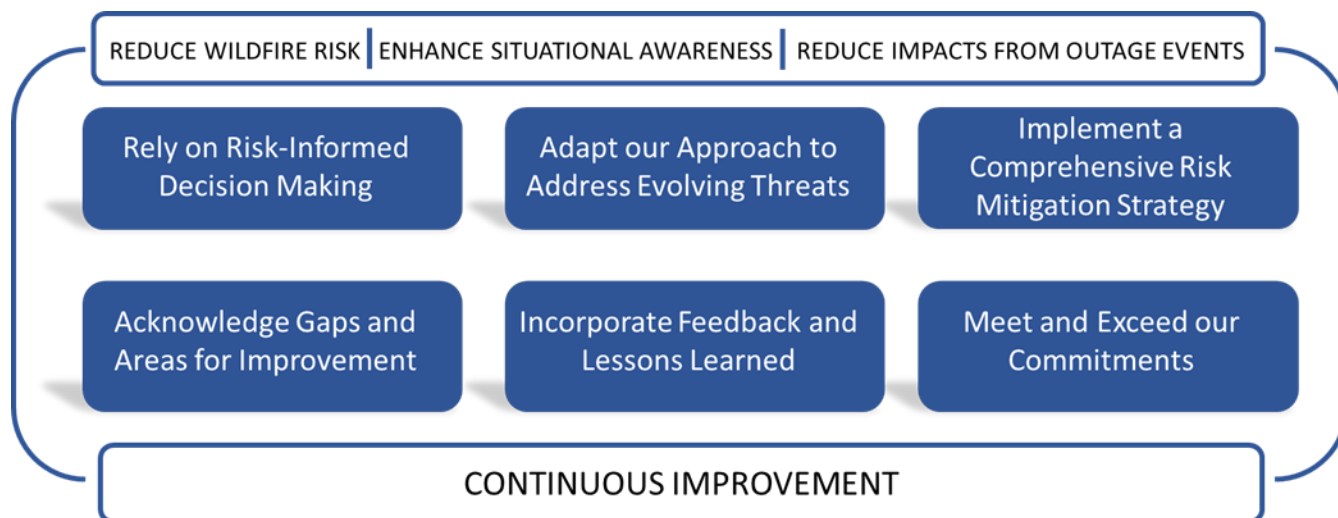 REDUCE WILDFIRE RISK | ENHANCE SITUATIONAL AWARENESS | REDUCE IMPACTS FROM OUTAGE EVENTS
Rely on Risk-Informed
Decision Making
Adapt our Approach to
Address Evolving Threats
Implement a
Comprehensive Risk
Mitigation Strategy
Acknowledge Gaps and
Areas for Improvement
Incorporate Feedback and
Lessons Learned
Meet and Exceed our
Commitments
CONTINUOUS IMPROVEMENT